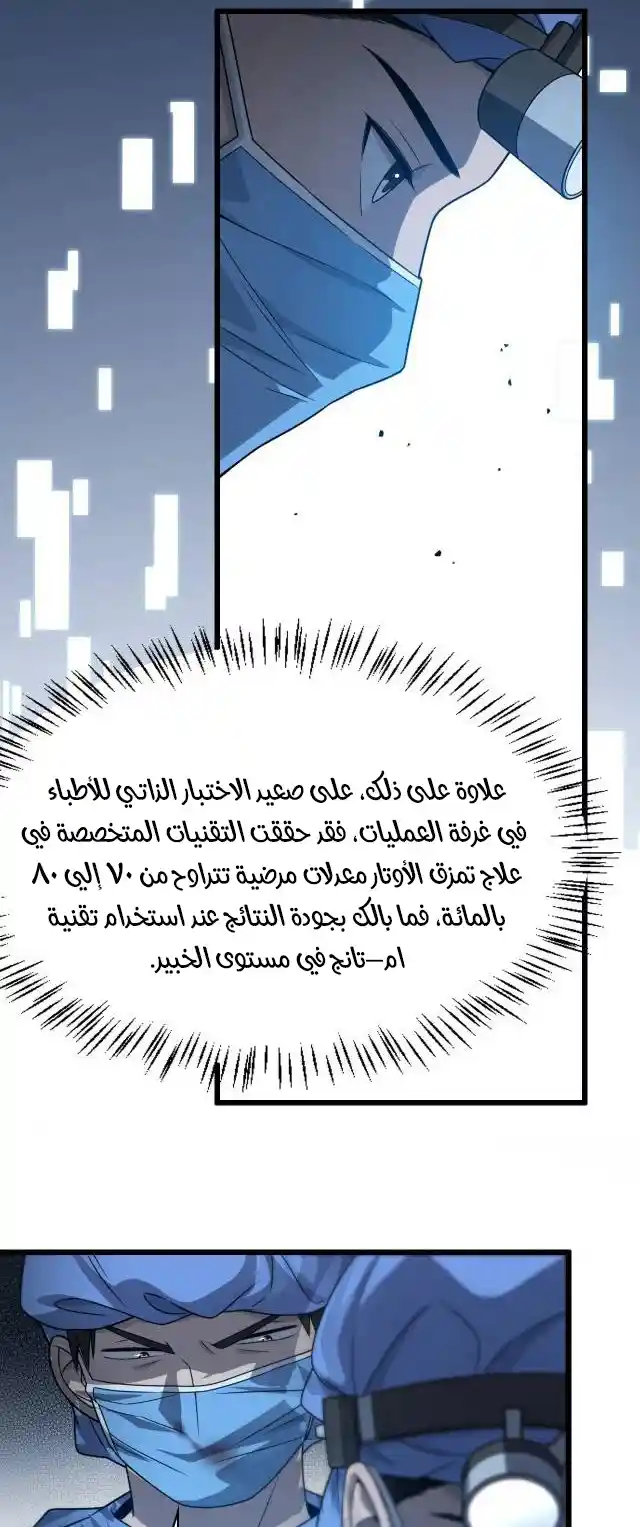 علاوة على ذلك، على صعيد الاختبار الذاتي للأطباء
في غرفة العمليات، فقد حققت التقنيات المتخصصة في
علاج تمزق الأوتار معدلات مرضية تتراوح من ٧٠ إلى ٨٠
بالمائة، فما بالك بجودة النتائج عند استخدام تقنية
ام-تانج في مستوى الخبير.